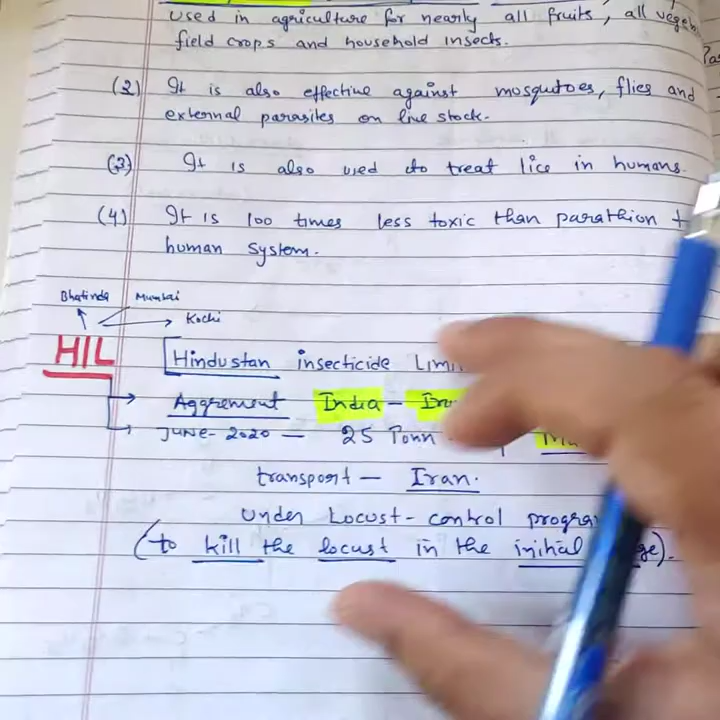 used in agriculture for nearly all fruits, all
field crops and household insects.
(2) It is also effective against mosqutoes, flies and
external parasites on live stock.
(3) It is also used to treat lice in humans.
(4) It is 100 times less toxic than parathion
human system.
Bhatinda Mumbai
Kochi
HIL [Hindustan insecticide
Aggrement India -
JUNE-2020 — 25 Tonn
transport — Iran.
under Locust-control
(to kill the locust in the initial